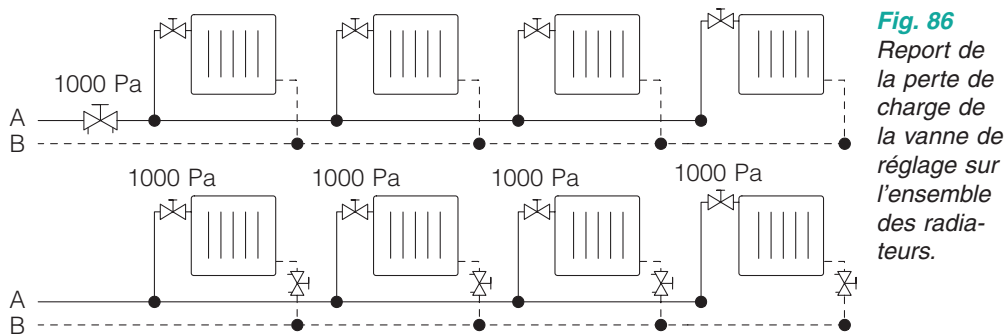 1000 Pa
A
B
1000 Pa 1000 Pa 1000 Pa 1000 Pa
A
B
Fig. 86
Report de
la perte de
charge de
la vanne de
réglage sur
l'ensemble
des radia-
teurs.